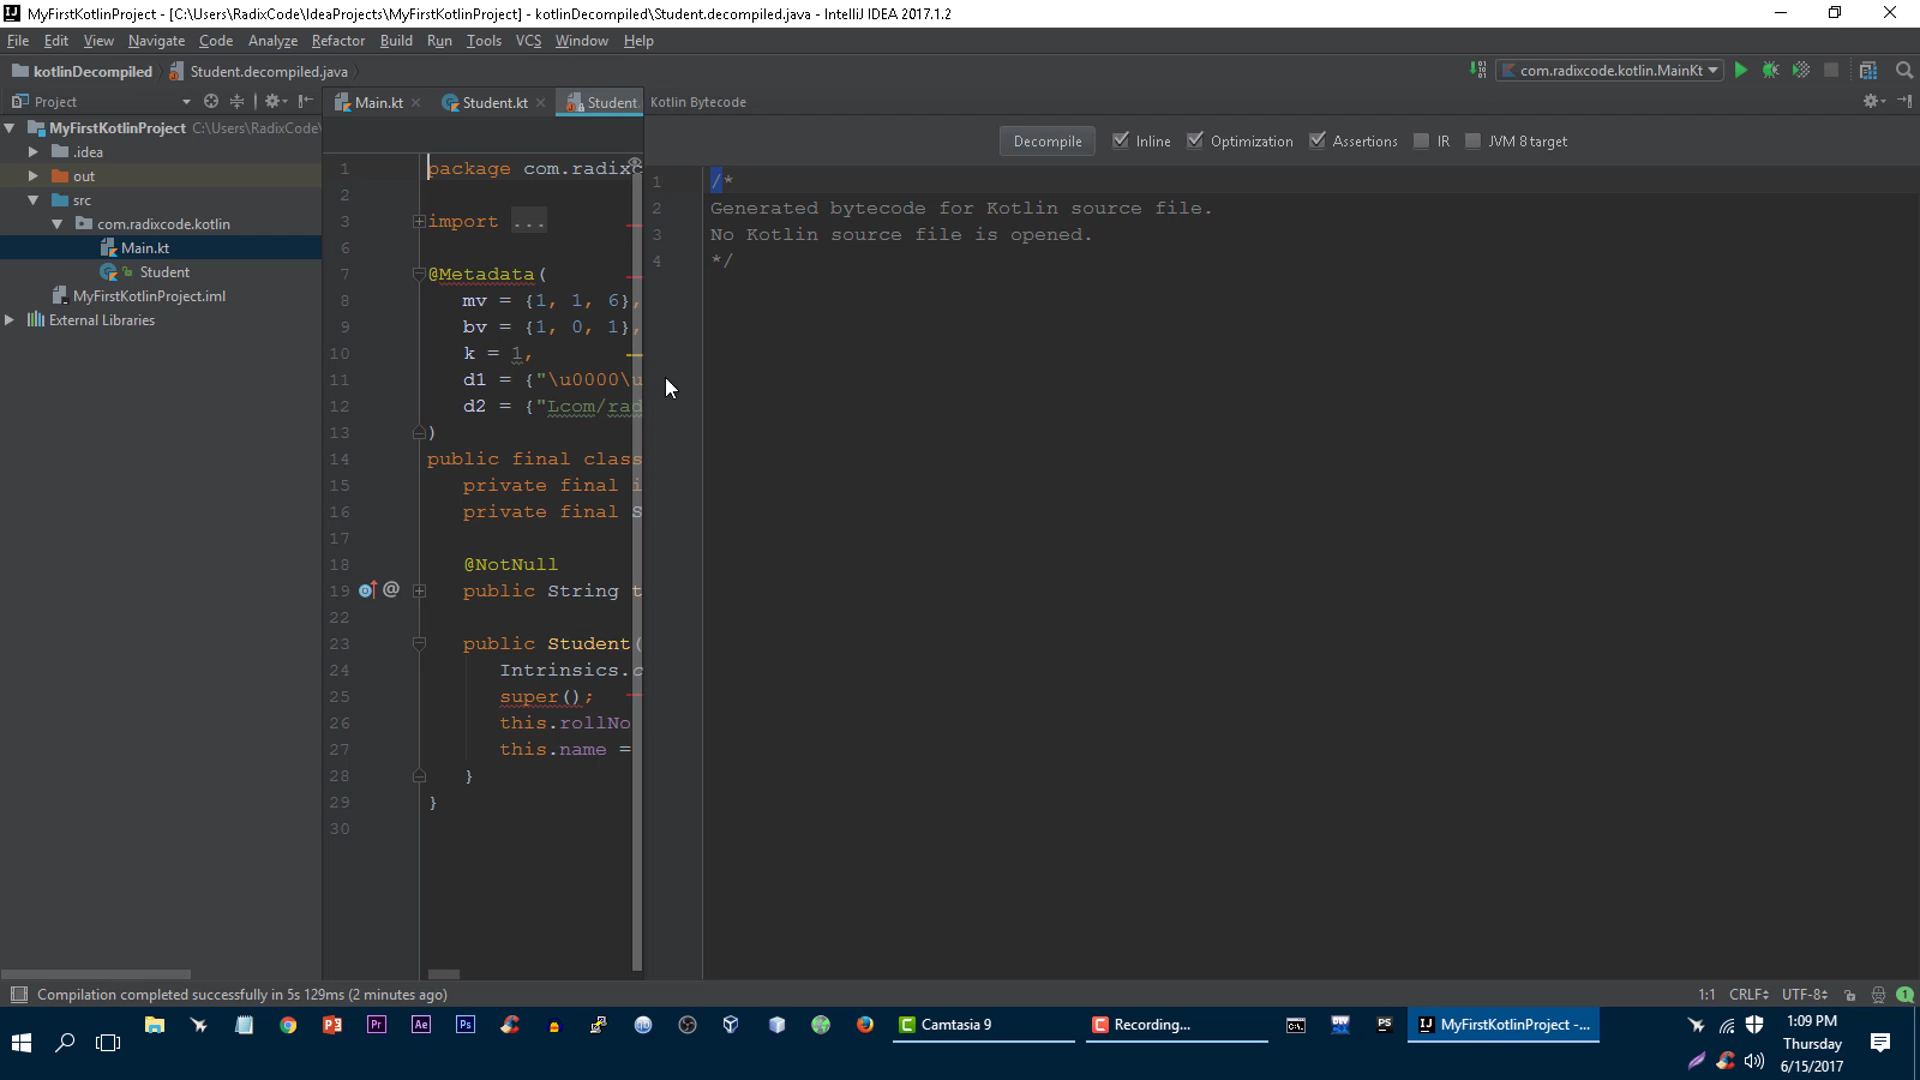 MyFirstKotlinProject - [C:\Users\RadixCode\IdeaProjects\MyFirstKotlinProject] - kotlinDecompiled\Student.decompiled.java - IntelliJ IDEA 2017.1.2
File Edit View Navigate Code Analyze Refactor Build Run Tools VCS Window Help
kotlinDecompiled Student.decompiled.java com.radixcode.kotlin.MainKt
Project Main.kt Student.kt Student. Kotlin Bytecode
MyFirstKotlinProject C:\Users\RadixCode\
.idea
out
src
com.radixcode.kotlin
Main.kt
Student
MyFirstKotlinProject.iml
External Libraries
1 package com.radixc
2
3 import ...
6
7 @Metadata(
8 mv = {1, 1, 6},
9 bv = {1, 0, 1},
10 k = 1,
11 d1 = {"\u0000\u
12 d2 = {"Lcom/rad
13 )
14 public final class
15 private final i
16 private final S
17
18 @NotNull
19 public String t
22
23 public Student(
24 Intrinsics.c
25 super();
26 this.rollNo
27 this.name =
28 }
29 }
30
Decompile Inline Optimization Assertions IR JVM 8 target
1 /*
2 Generated bytecode for Kotlin source file.
3 No Kotlin source file is opened.
4 */
Compilation completed successfully in 5s 129ms (2 minutes ago) 1:1 CRLF UTF-8 1
Camtasia 9 Recording... MyFirstKotlinProject -...
1:09 PM
Thursday
6/15/2017